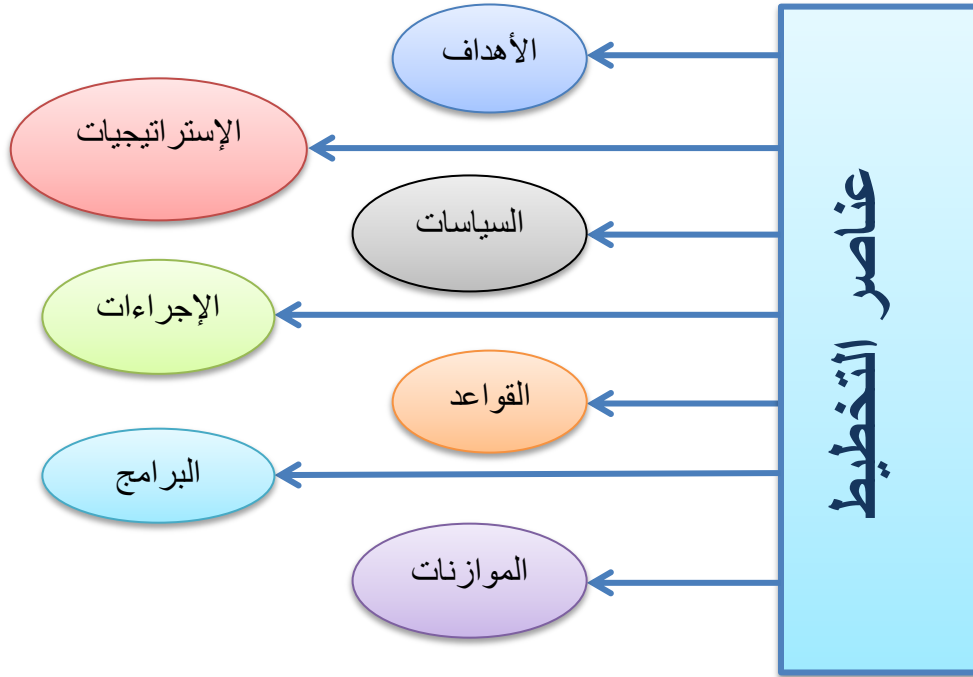 عناصر التخطيط
الأهداف
الإستراتيجيات
السياسات
الإجراءات
القواعد
البرامج
الموازنات